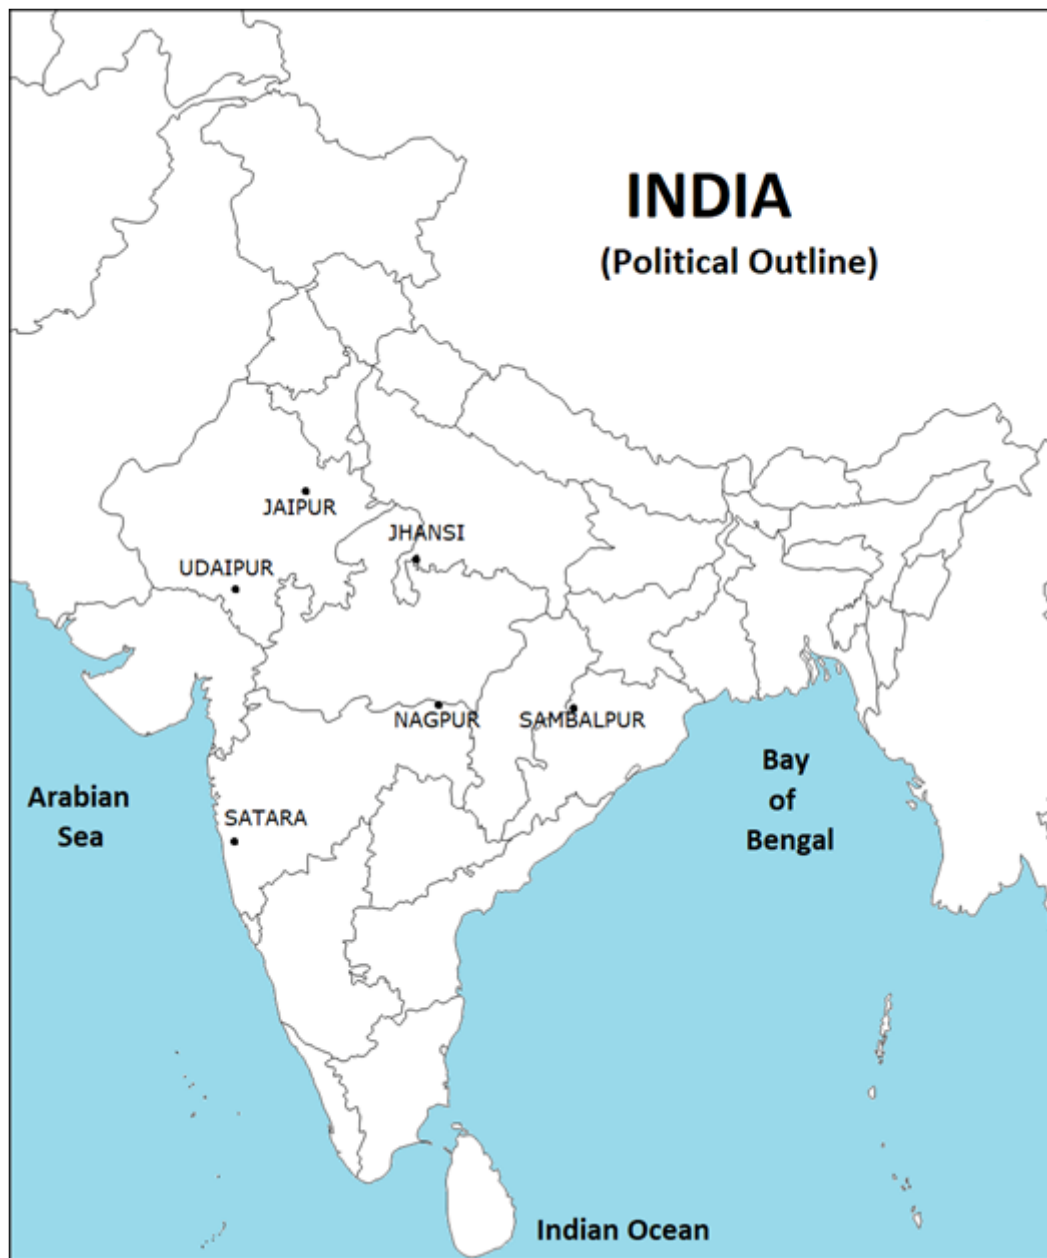 INDIA
(Political Outline)
JAIPUR
JHANSI
UDAIPUR
NAGPUR
SAMBALPUR
Arabian
Sea
SATARA
Bay
of
Bengal
Indian Ocean